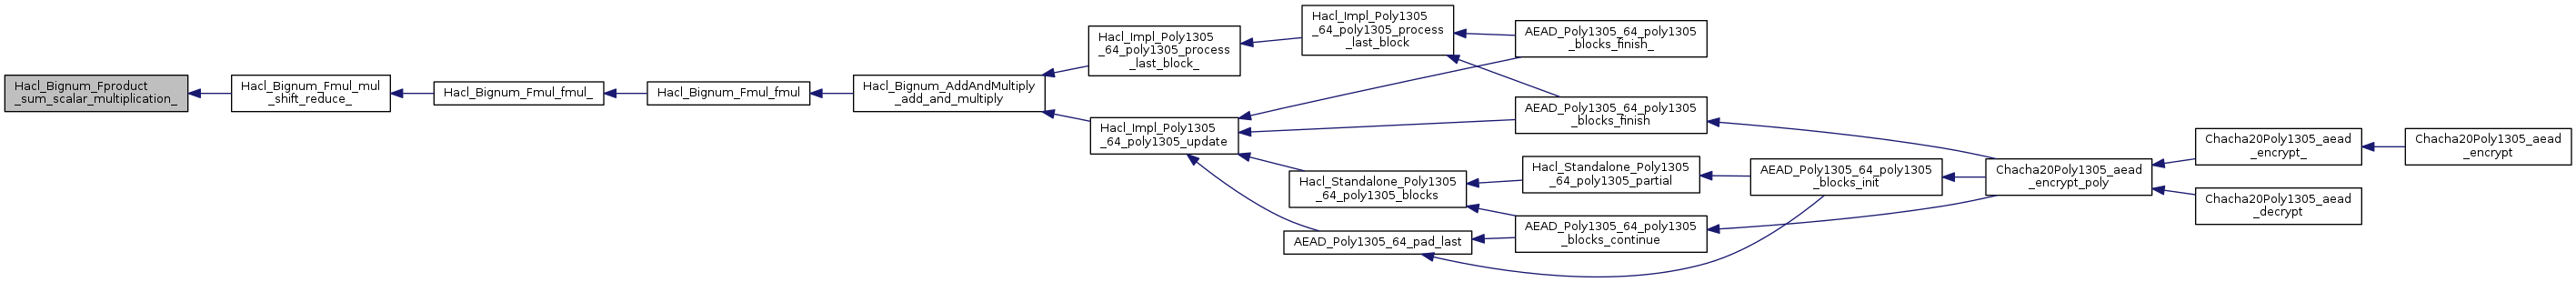 Hacl_Bignum_Fproduct
_sum_scalar_multiplication_
Hacl_Bignum_Fmul_mul
_shift_reduce_
Hacl_Bignum_Fmul_fmul_
Hacl_Bignum_Fmul_fmul
Hacl_Bignum_AddAndMultiply
_add_and_multiply
Hacl_Impl_Poly1305
_64_poly1305_process
_last_block_
Hacl_Impl_Poly1305
_64_poly1305_update
Hacl_Impl_Poly1305
_64_poly1305_process
_last_block
Hacl_Standalone_Poly1305
_64_poly1305_blocks
AEAD_Poly1305_64_pad_last
AEAD_Poly1305_64_poly1305
_blocks_finish_
AEAD_Poly1305_64_poly1305
_blocks_finish
Hacl_Standalone_Poly1305
_64_poly1305_partial
AEAD_Poly1305_64_poly1305
_blocks_continue
AEAD_Poly1305_64_poly1305
_blocks_init
Chacha20Poly1305_aead
_encrypt_poly
Chacha20Poly1305_aead
_encrypt_
Chacha20Poly1305_aead
_decrypt
Chacha20Poly1305_aead
_encrypt